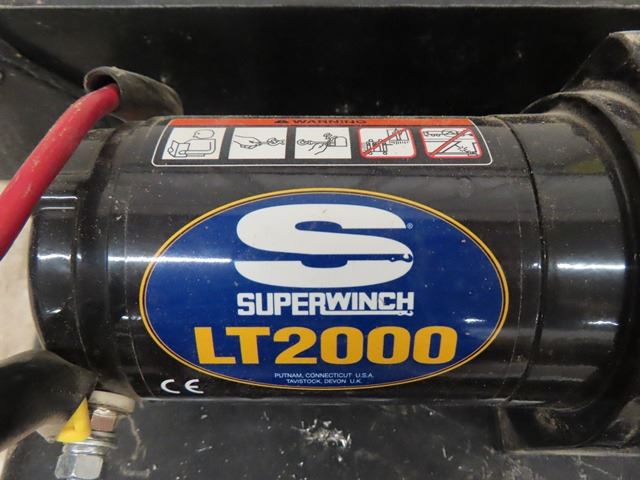 WARNING
S
®
SUPERWINCH
LT2000
PUTNAM, CONNECTICUT U.S.A.
TAVISTOCK, DEVON U.K.
CE